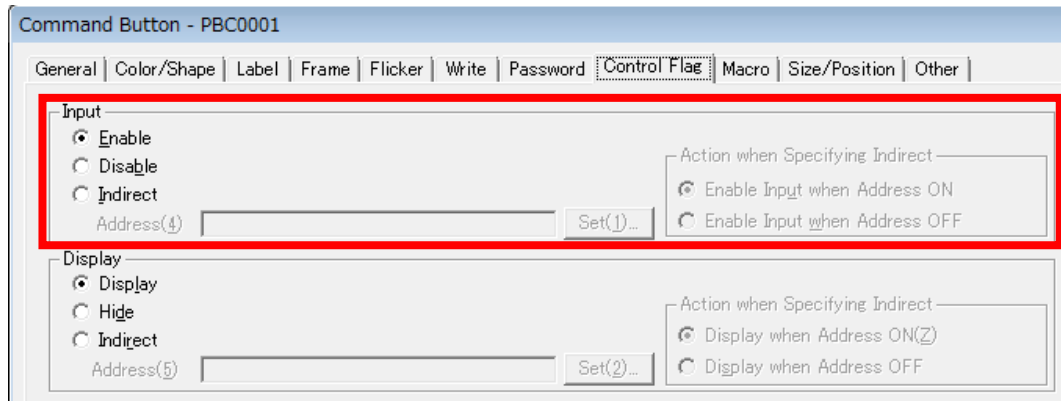 Command Button - PBC0001
General Color/Shape Label Frame Flicker Write Password Control Flag Macro Size/Position Other
Input
Enable
Disable
Indirect
Address(4) Set(1)...
Action when Specifying Indirect
Enable Input when Address ON
Enable Input when Address OFF
Display
Display
Hide
Indirect
Address(5) Set(2)...
Action when Specifying Indirect
Display when Address ON(Z)
Display when Address OFF